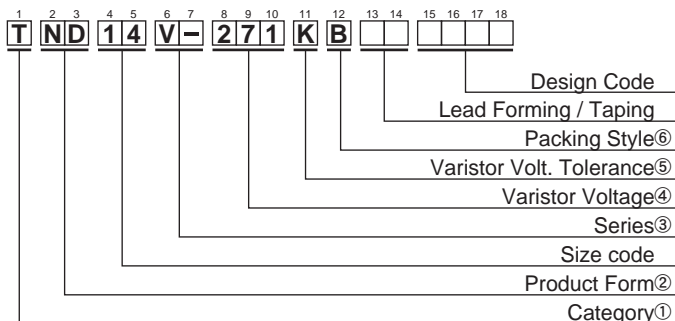 1 2 3 4 5 6 7 8 9 10 11 12 13 14 15 16 17 18
T N D 1 4 V − 2 7 1 K B
Design Code
Lead Forming / Taping
Packing Style⑥
Varistor Volt. Tolerance⑤
Varistor Voltage④
Series③
Size code
Product Form②
Category①